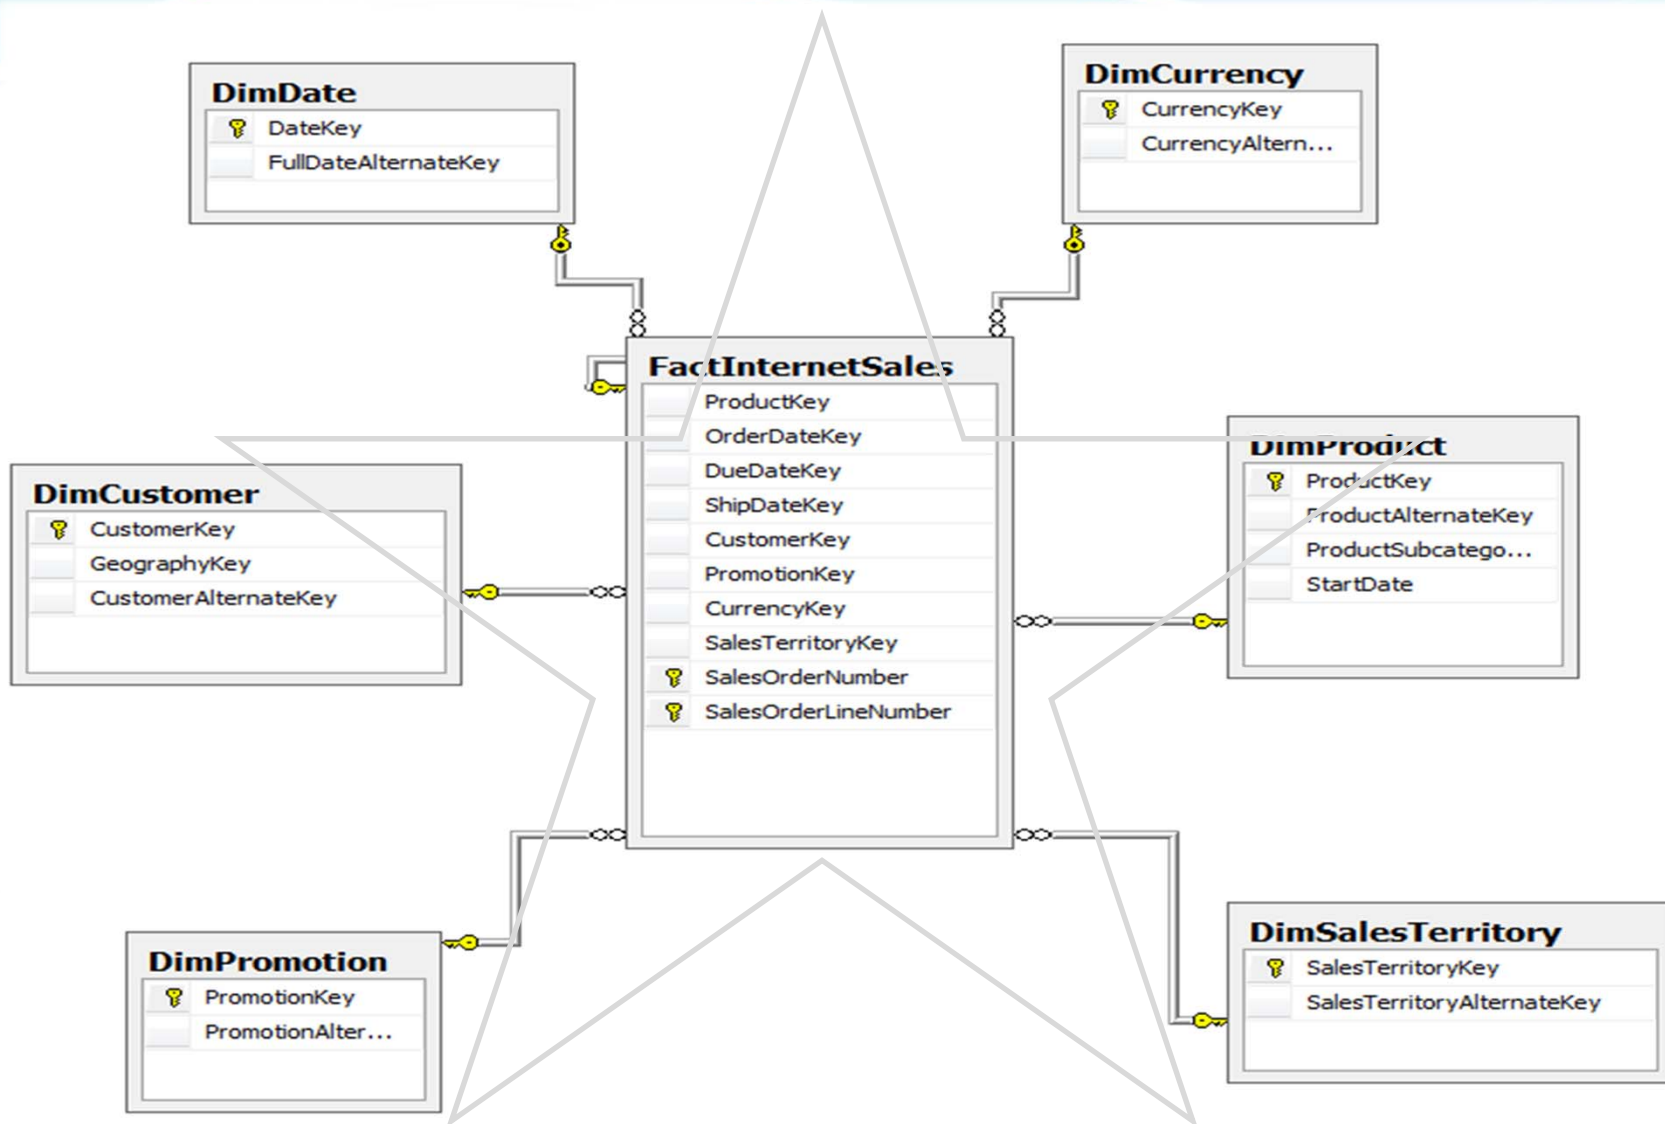 DimDate
DateKey
FullDateAlternateKey
DimCurrency
CurrencyKey
CurrencyAltern...
FactInternetSales
ProductKey
OrderDateKey
DueDateKey
ShipDateKey
CustomerKey
PromotionKey
CurrencyKey
SalesTerritoryKey
SalesOrderNumber
SalesOrderLineNumber
DimCustomer
CustomerKey
GeographyKey
CustomerAlternateKey
DimProduct
ProductKey
ProductAlternateKey
ProductSubcatego...
StartDate
DimPromotion
PromotionKey
PromotionAlter...
DimSalesTerritory
SalesTerritoryKey
SalesTerritoryAlternateKey